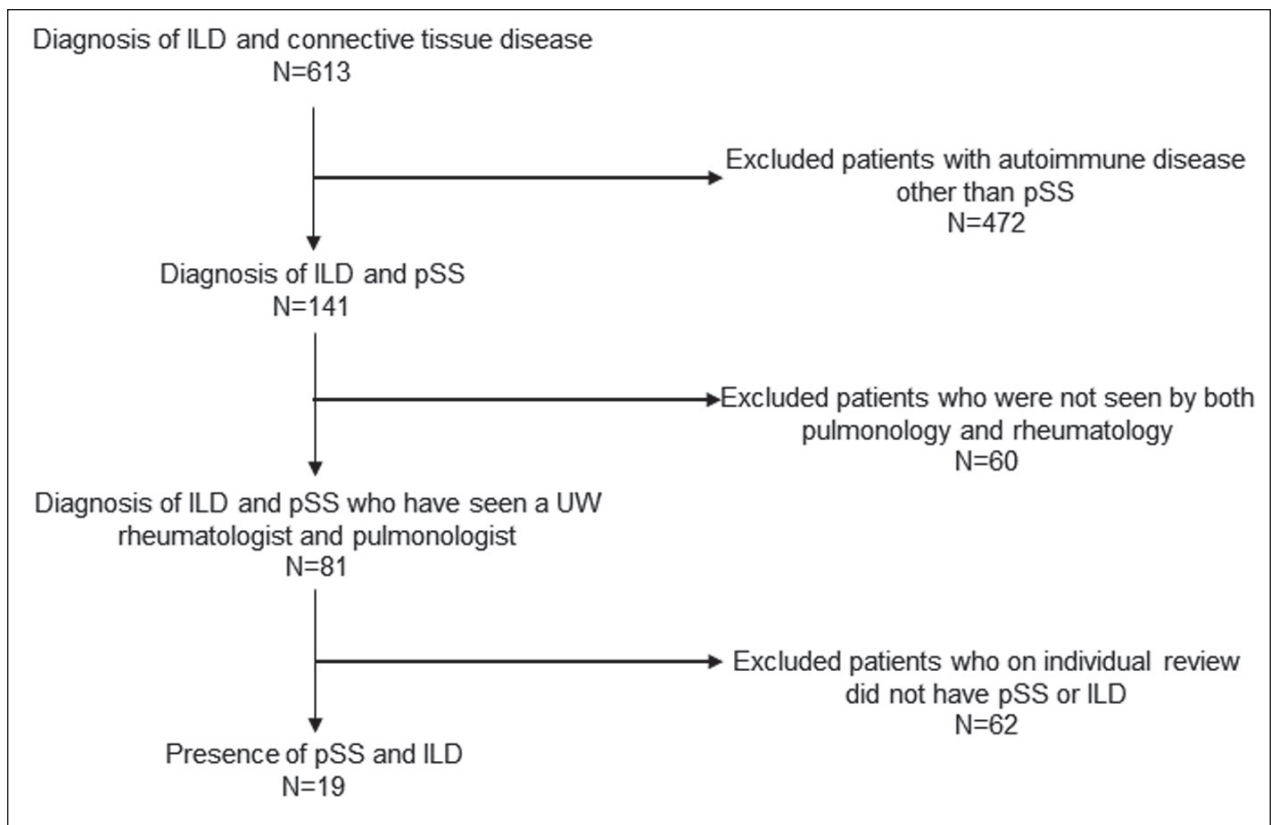 Diagnosis of ILD and connective tissue disease
N=613
Excluded patients with autoimmune disease
other than pSS
N=472
Diagnosis of ILD and pSS
N=141
Excluded patients who were not seen by both
pulmonology and rheumatology
N=60
Diagnosis of ILD and pSS who have seen a UW
rheumatologist and pulmonologist
N=81
Excluded patients who on individual review
did not have pSS or ILD
N=62
Presence of pSS and ILD
N=19